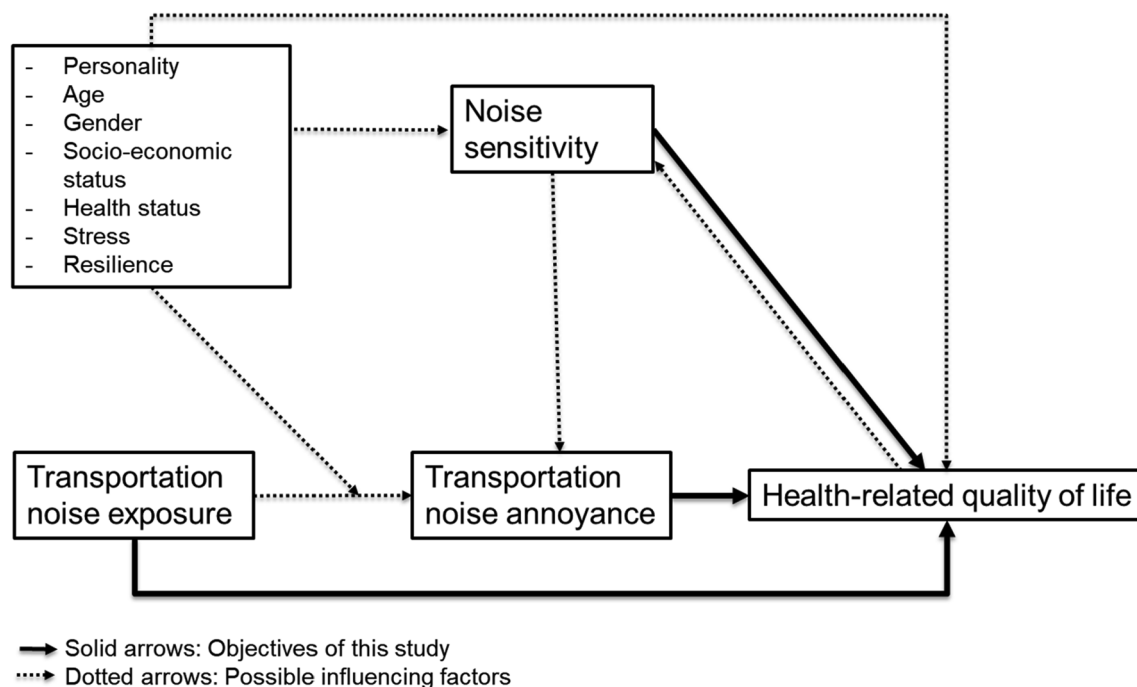 - Personality
- Age
- Gender
- Socio-economic
status
- Health status
- Stress
- Resilience
Noise
sensitivity
Transportation
noise exposure
Transportation
noise annoyance
Health-related quality of life
Solid arrows: Objectives of this study
Dotted arrows: Possible influencing factors